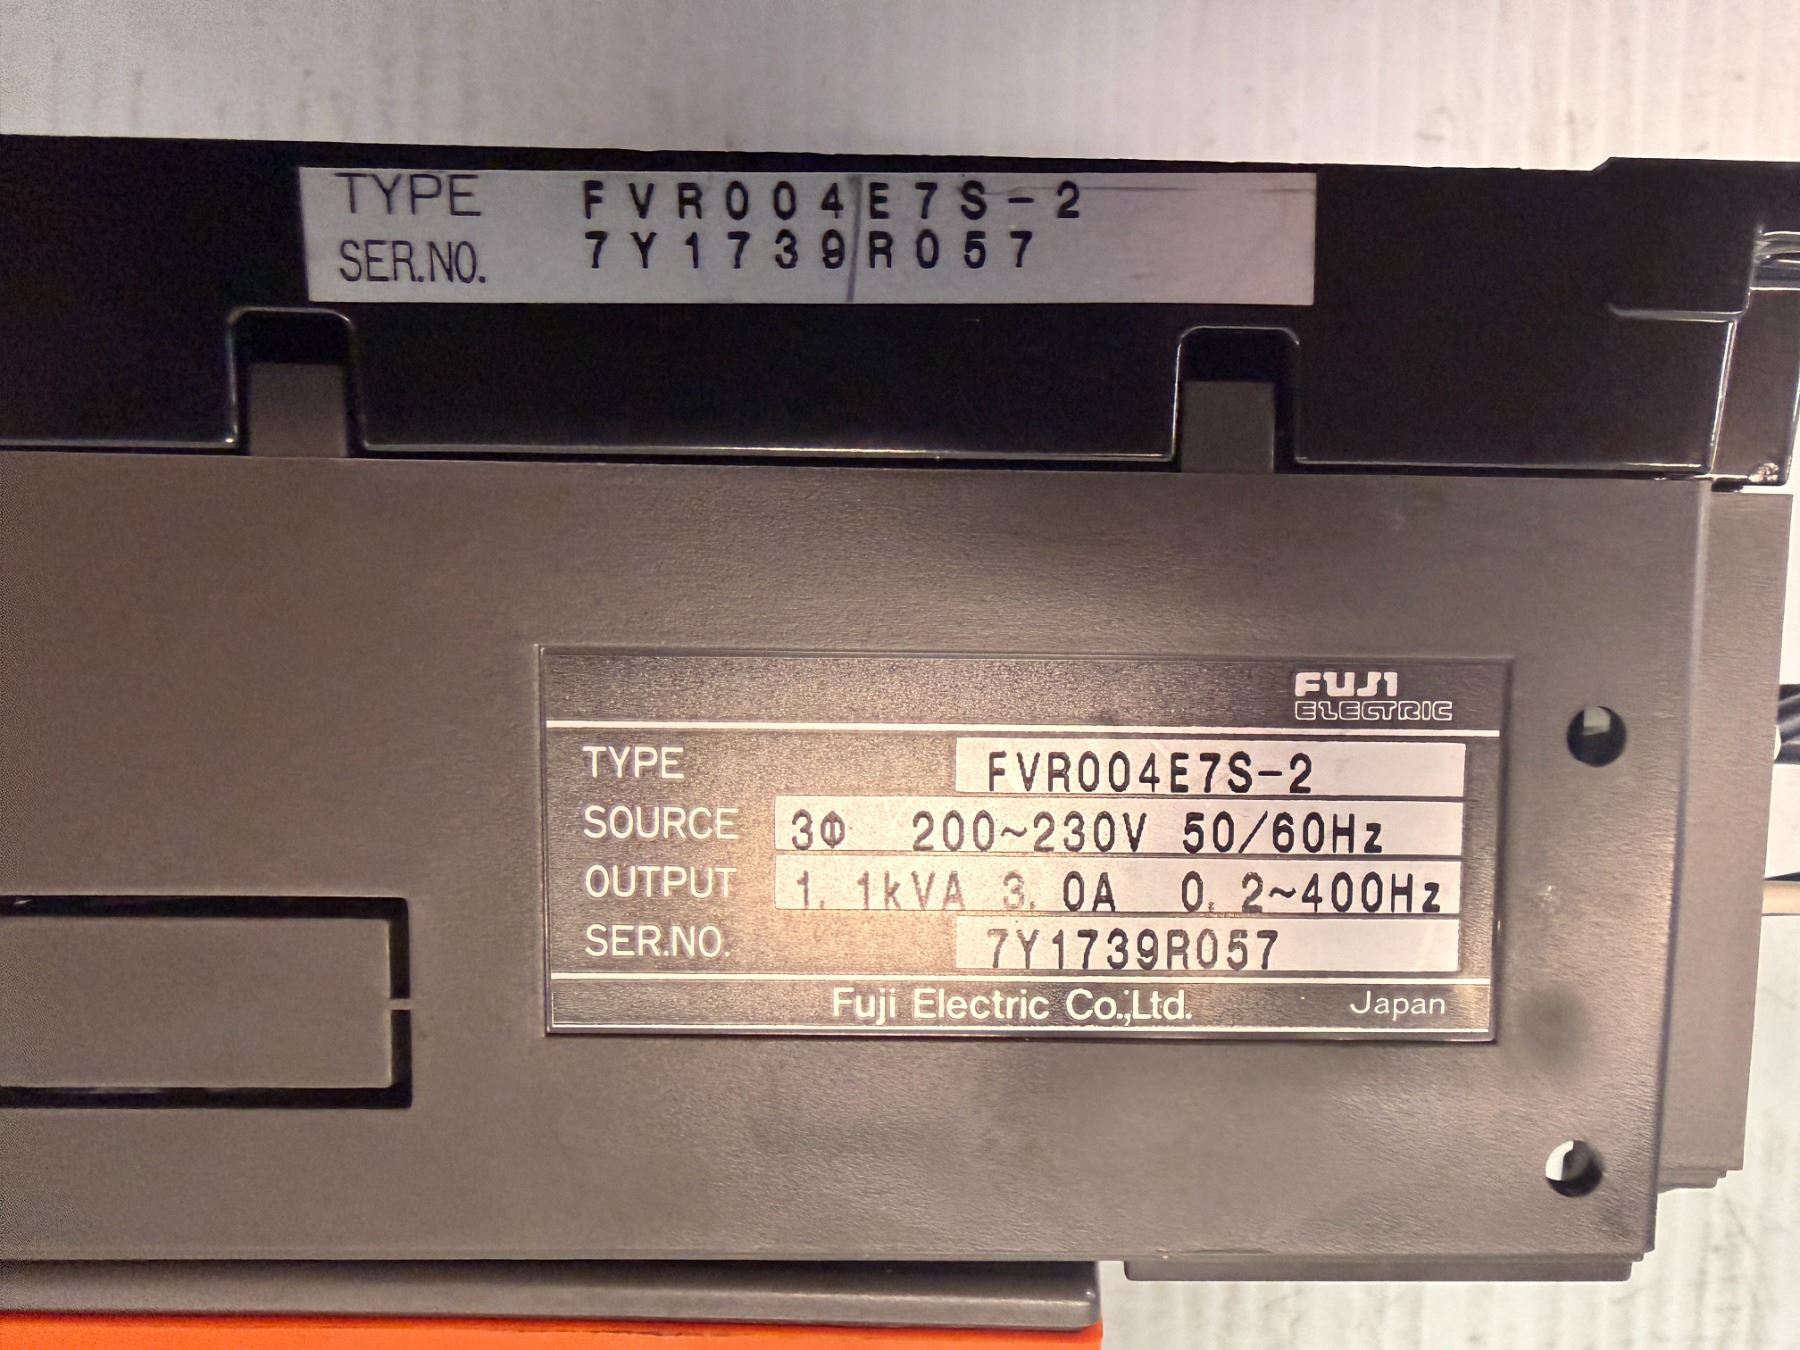 TYPE FVR004E7S-2
SER.NO. 7Y1739R057
FUJI
ELECTRIC
TYPE FVR004E7S-2
SOURCE 3Φ 200~230V 50/60Hz
OUTPUT 1.1kVA 3.0A 0.2~400Hz
SER.NO. 7Y1739R057
Fuji Electric Co.,Ltd. Japan